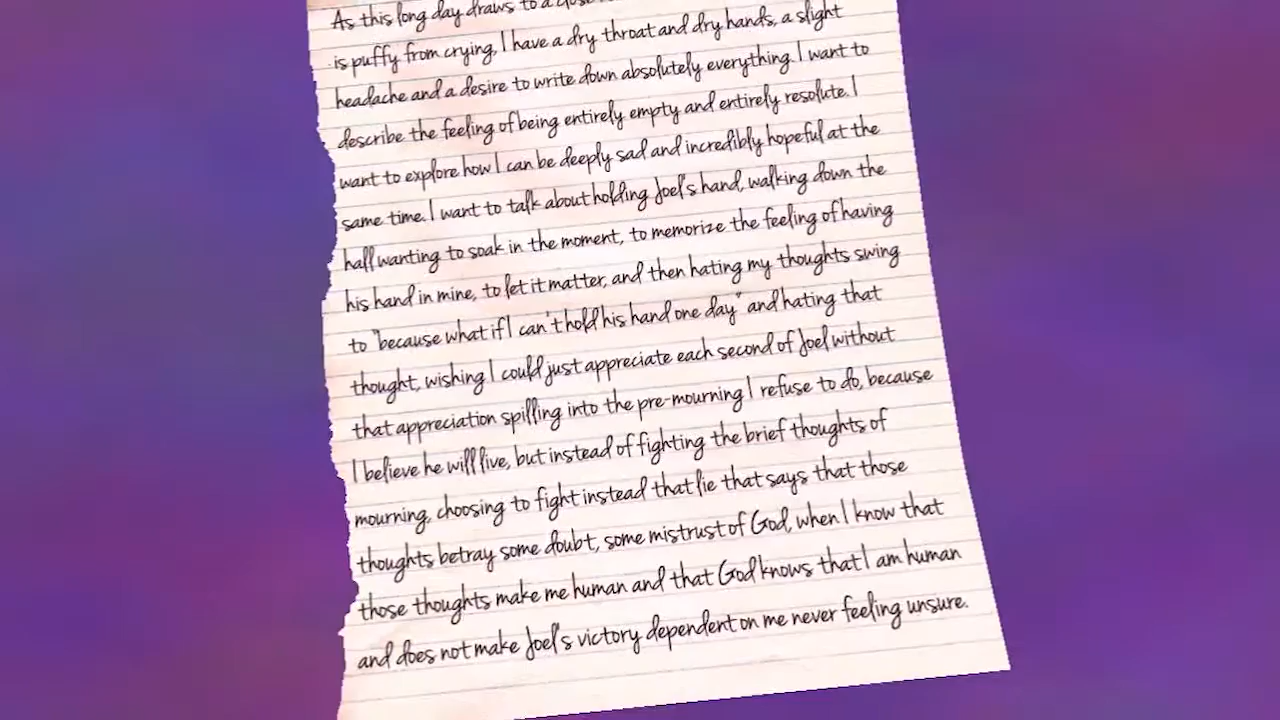 As this long day draws to a close
is puffy from crying, I have a dry throat and dry hands, a slight
headache and a desire to write down absolutely everything. I want to
describe the feeling of being entirely empty and entirely resolute. I
want to explore how I can be deeply sad and incredibly hopeful at the
same time. I want to talk about holding Joel's hand, walking down the
hall wanting to soak in the moment, to memorize the feeling of having
his hand in mine, to let it matter, and then hating my thoughts swing
to "because what if I can't hold his hand one day" and hating that
thought, wishing I could just appreciate each second of Joel without
that appreciation spilling into the pre-mourning I refuse to do, because
I believe he will live, but instead of fighting the brief thoughts of
mourning, choosing to fight instead that lie that says that those
thoughts betray some doubt, some mistrust of God, when I know that
those thoughts make me human and that God knows that I am human
and does not make Joel's victory dependent on me never feeling unsure.